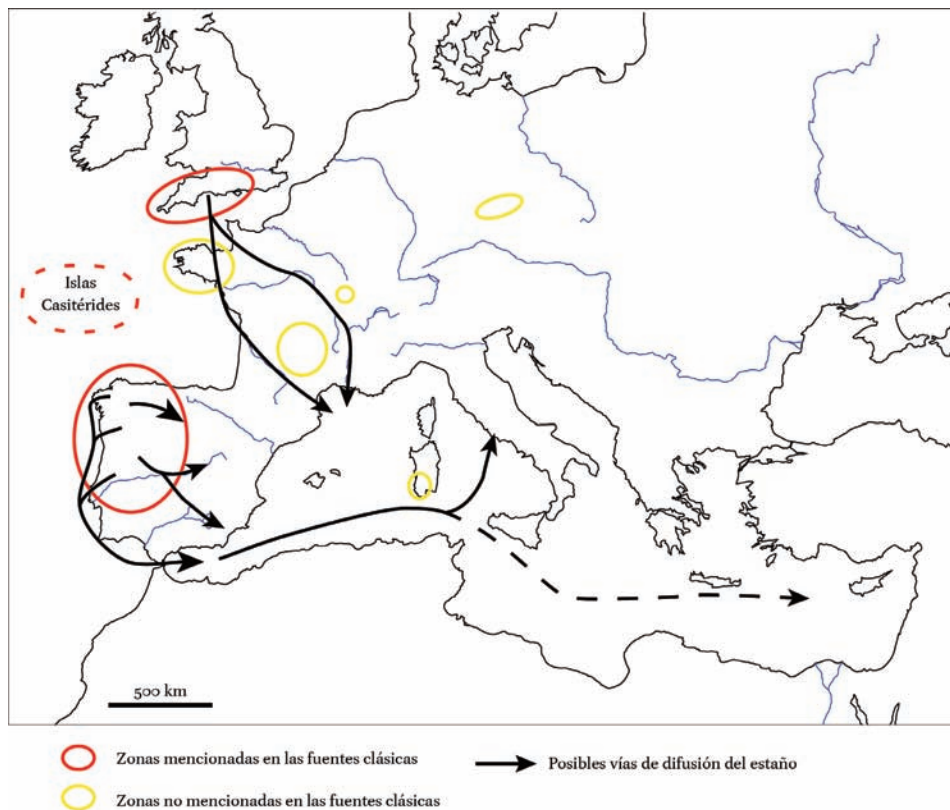 Islas
Casitérides
500 km
Zonas mencionadas en las fuentes clásicas
Posibles vías de difusión del estaño
Zonas no mencionadas en las fuentes clásicas